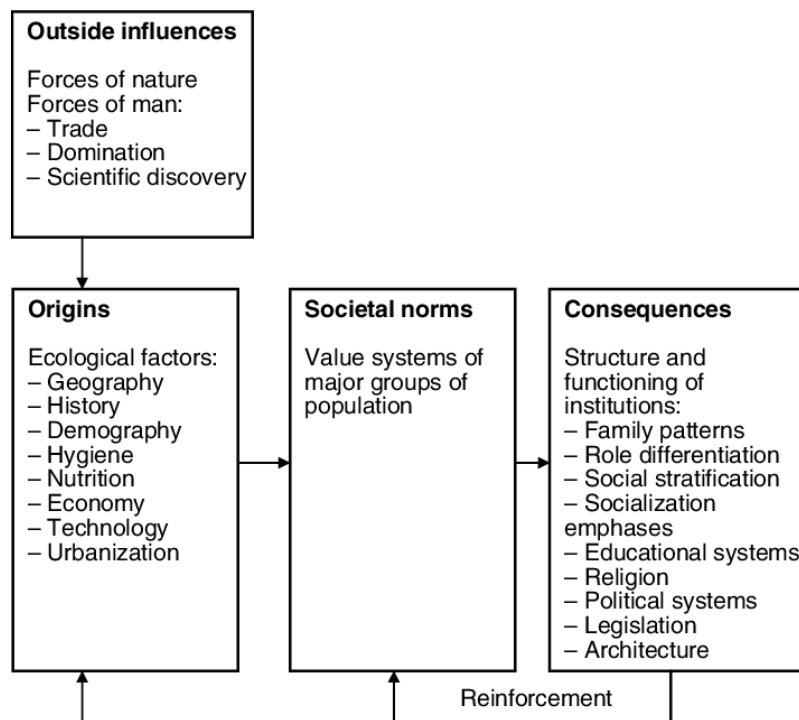 Outside influences
Forces of nature
Forces of man:
– Trade
– Domination
– Scientific discovery
Origins
Ecological factors:
– Geography
– History
– Demography
– Hygiene
– Nutrition
– Economy
– Technology
– Urbanization
Societal norms
Value systems of
major groups of
population
Consequences
Structure and
functioning of
institutions:
– Family patterns
– Role differentiation
– Social stratification
– Socialization
emphases
– Educational systems
– Religion
– Political systems
– Legislation
– Architecture
Reinforcement